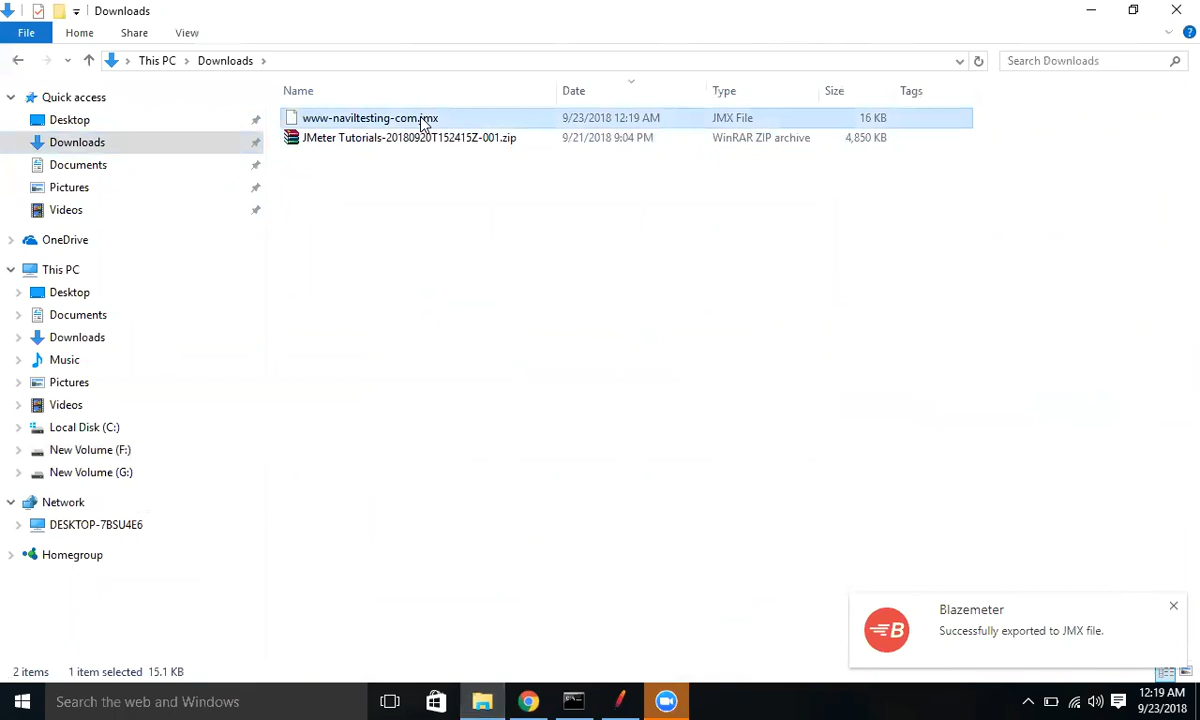 Downloads
File Home Share View
This PC Downloads Search Downloads
Name Date Type Size Tags
Quick access
Desktop
Downloads
Documents
Pictures
Videos
OneDrive
This PC
Desktop
Documents
Downloads
Music
Pictures
Videos
Local Disk (C:)
New Volume (F:)
New Volume (G:)
Network
DESKTOP-7BSU4E6
Homegroup
www-naviltesting-com.jmx 9/23/2018 12:19 AM JMX File 16 KB
JMeter Tutorials-20180920T152415Z-001.zip 9/21/2018 9:04 PM WinRAR ZIP archive 4,850 KB
Blazemeter
Successfully exported to JMX file.
2 items 1 item selected 15.1 KB
Search the web and Windows
12:19 AM
9/23/2018